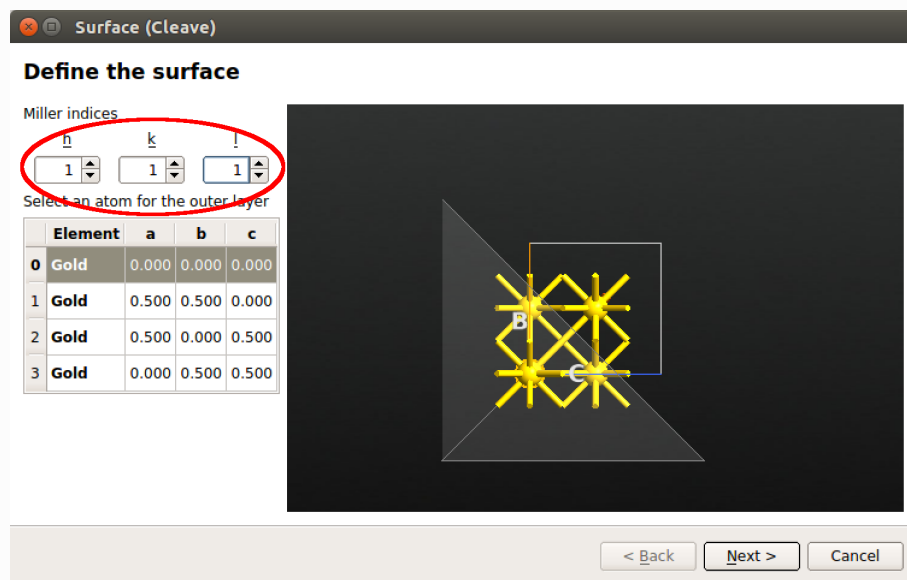 Surface (Cleave)
Define the surface
Miller indices
h k l
1 1 1
Select an atom for the outer layer
Element a b c
0 Gold 0.000 0.000 0.000
1 Gold 0.500 0.500 0.000
2 Gold 0.500 0.000 0.500
3 Gold 0.000 0.500 0.500
B
C
< Back Next > Cancel